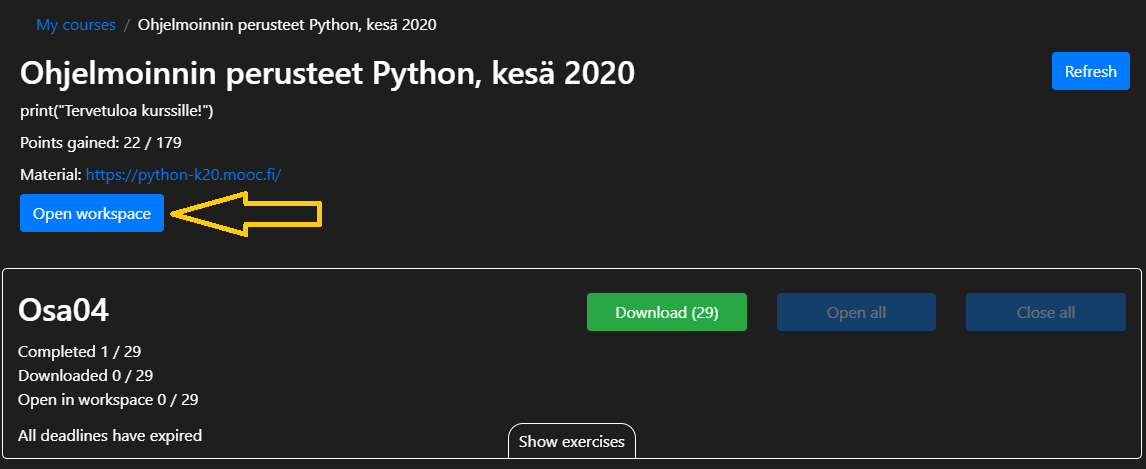 My courses / Ohjelmoinnin perusteet Python, kesä 2020
Ohjelmoinnin perusteet Python, kesä 2020
Refresh
print("Tervetuloa kurssille!")
Points gained: 22 / 179
Material: https://python-k20.mooc.fi/
Open workspace
Osa04
Download (29)
Open all
Close all
Completed 1 / 29
Downloaded 0 / 29
Open in workspace 0 / 29
All deadlines have expired
Show exercises